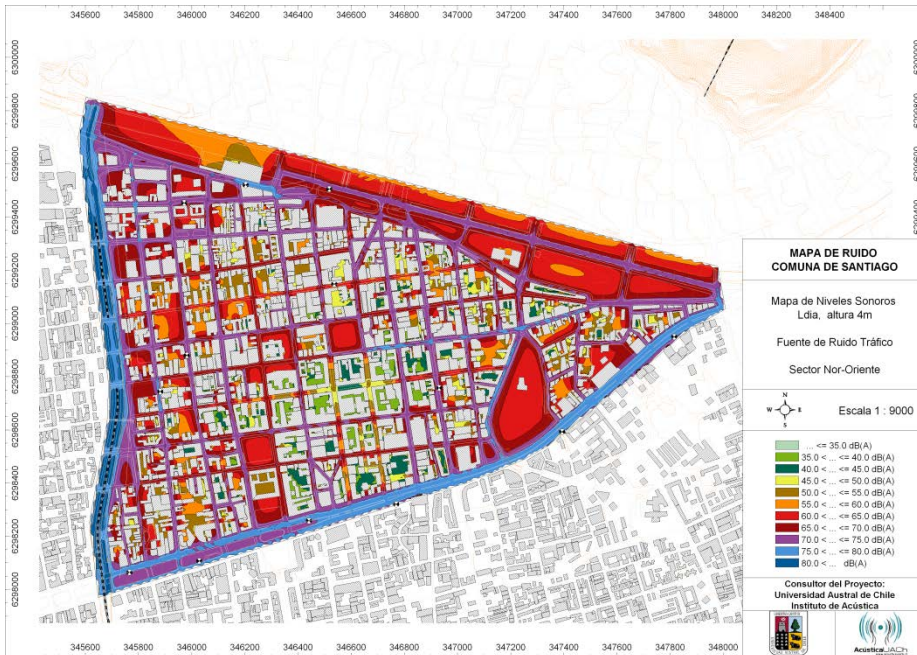 345600 345800 346000 346200 346400 346600 346800 347000 347200 347400 347600 347800 348000 348200 348400
6300000 6300000
6299800 6299800
6299600 6299600
6299400 6299400
6299200
6299000
6298800
6298600
6298400
6298200
6298000
MAPA DE RUIDO
COMUNA DE SANTIAGO
Mapa de Niveles Sonoros
Ldia, altura 4m
Fuente de Ruido Tráfico
Sector Nor-Oriente
N
W E
S
Escala 1 : 9000
... <= 35.0 dB(A)
35.0 < ... <= 40.0 dB(A)
40.0 < ... <= 45.0 dB(A)
45.0 < ... <= 50.0 dB(A)
50.0 < ... <= 55.0 dB(A)
55.0 < ... <= 60.0 dB(A)
60.0 < ... <= 65.0 dB(A)
65.0 < ... <= 70.0 dB(A)
70.0 < ... <= 75.0 dB(A)
75.0 < ... <= 80.0 dB(A)
80.0 < ... dB(A)
Consultor del Proyecto:
Universidad Austral de Chile
Instituto de Acústica
AcústicaUACh
345600 345800 346000 346200 346400 346600 346800 347000 347200 347400 347600 347800 348000